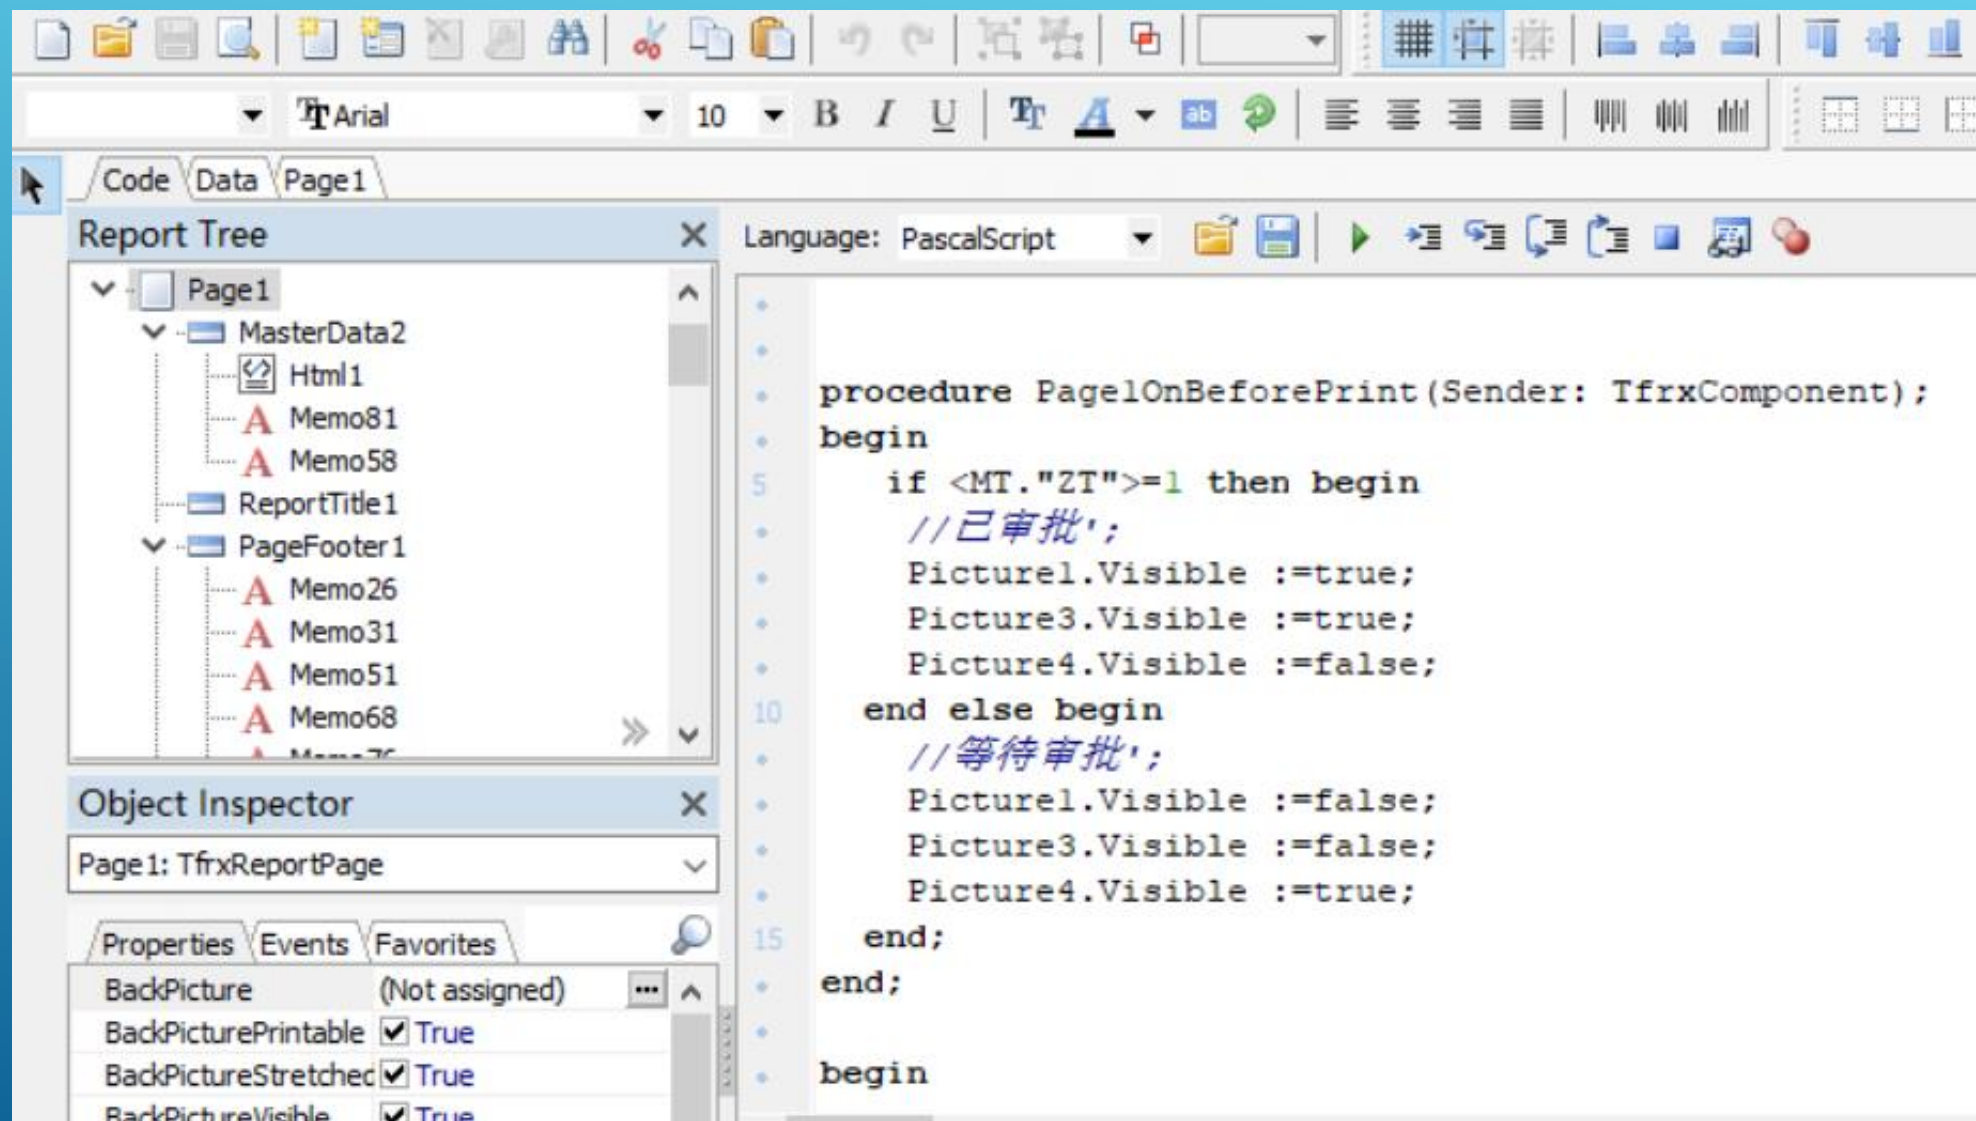 Arial 10 B I U
Code Data Page1
Report Tree
Page1
MasterData2
Html1
Memo81
Memo58
ReportTitle1
PageFooter1
Memo26
Memo31
Memo51
Memo68
Object Inspector
Page1: TfrxReportPage
Properties Events Favorites
BackPicture (Not assigned)
BackPicturePrintable True
BackPictureStretched True
BackPictureVisible True
Language: PascalScript
procedure Page1OnBeforePrint(Sender: TfrxComponent);
begin
5 if <MT."ZT">=1 then begin
//已审批';
Picture1.Visible :=true;
Picture3.Visible :=true;
Picture4.Visible :=false;
10 end else begin
//等待审批';
Picture1.Visible :=false;
Picture3.Visible :=false;
Picture4.Visible :=true;
15 end;
end;
begin